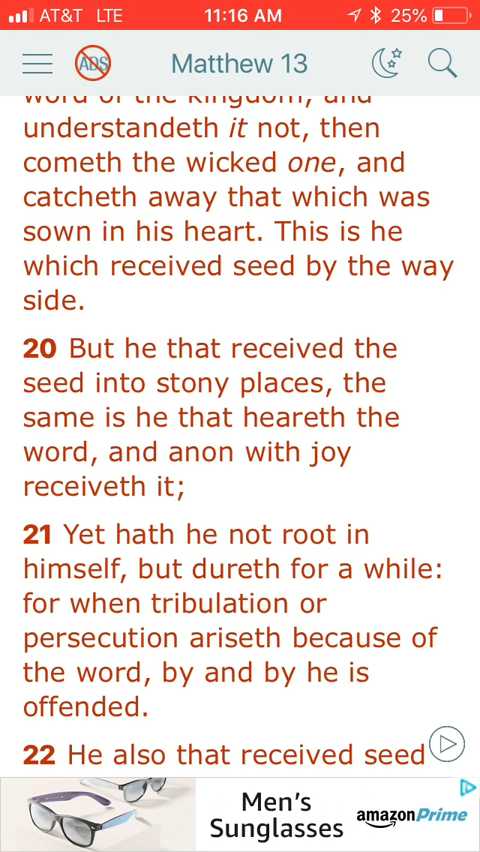 AT&T LTE 11:16 AM 25%
ADS Matthew 13
word of the kingdom, and
understandeth it not, then
cometh the wicked one, and
catcheth away that which was
sown in his heart. This is he
which received seed by the way
side.
20 But he that received the
seed into stony places, the
same is he that heareth the
word, and anon with joy
receiveth it;
21 Yet hath he not root in
himself, but dureth for a while:
for when tribulation or
persecution ariseth because of
the word, by and by he is
offended.
22 He also that received seed
Men's
Sunglasses
amazonPrime